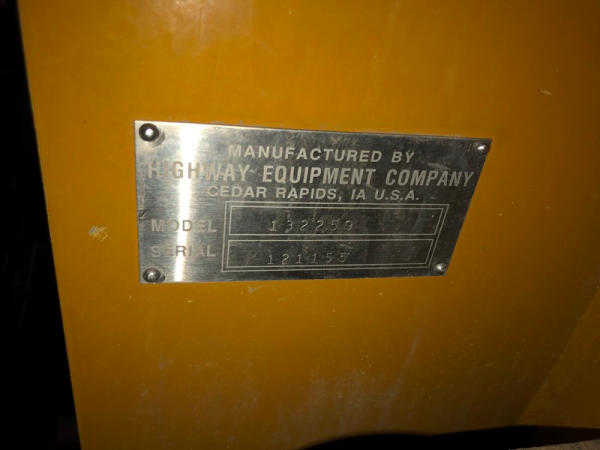 MANUFACTURED BY
HIGHWAY EQUIPMENT COMPANY
CEDAR RAPIDS, IA U.S.A.
MODEL 132259
SERIAL 121155